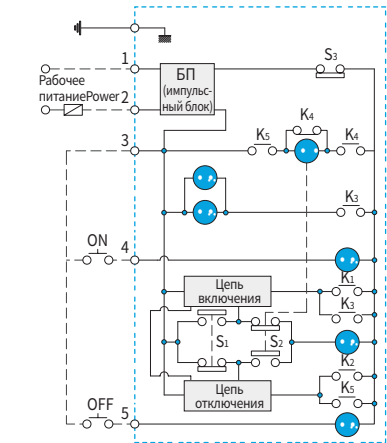 1
S3
Рабочее
питаниеPower
БП
(импульс-
ный блок)
2
K4
3
K5
K4
K3
ON
4
Цепь
включения
K1
K3
S1
S2
K2
Цепь
отключения
K5
OFF
5